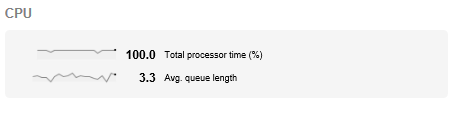 CPU
100.0 Total processor time (%)
3.3 Avg. queue length